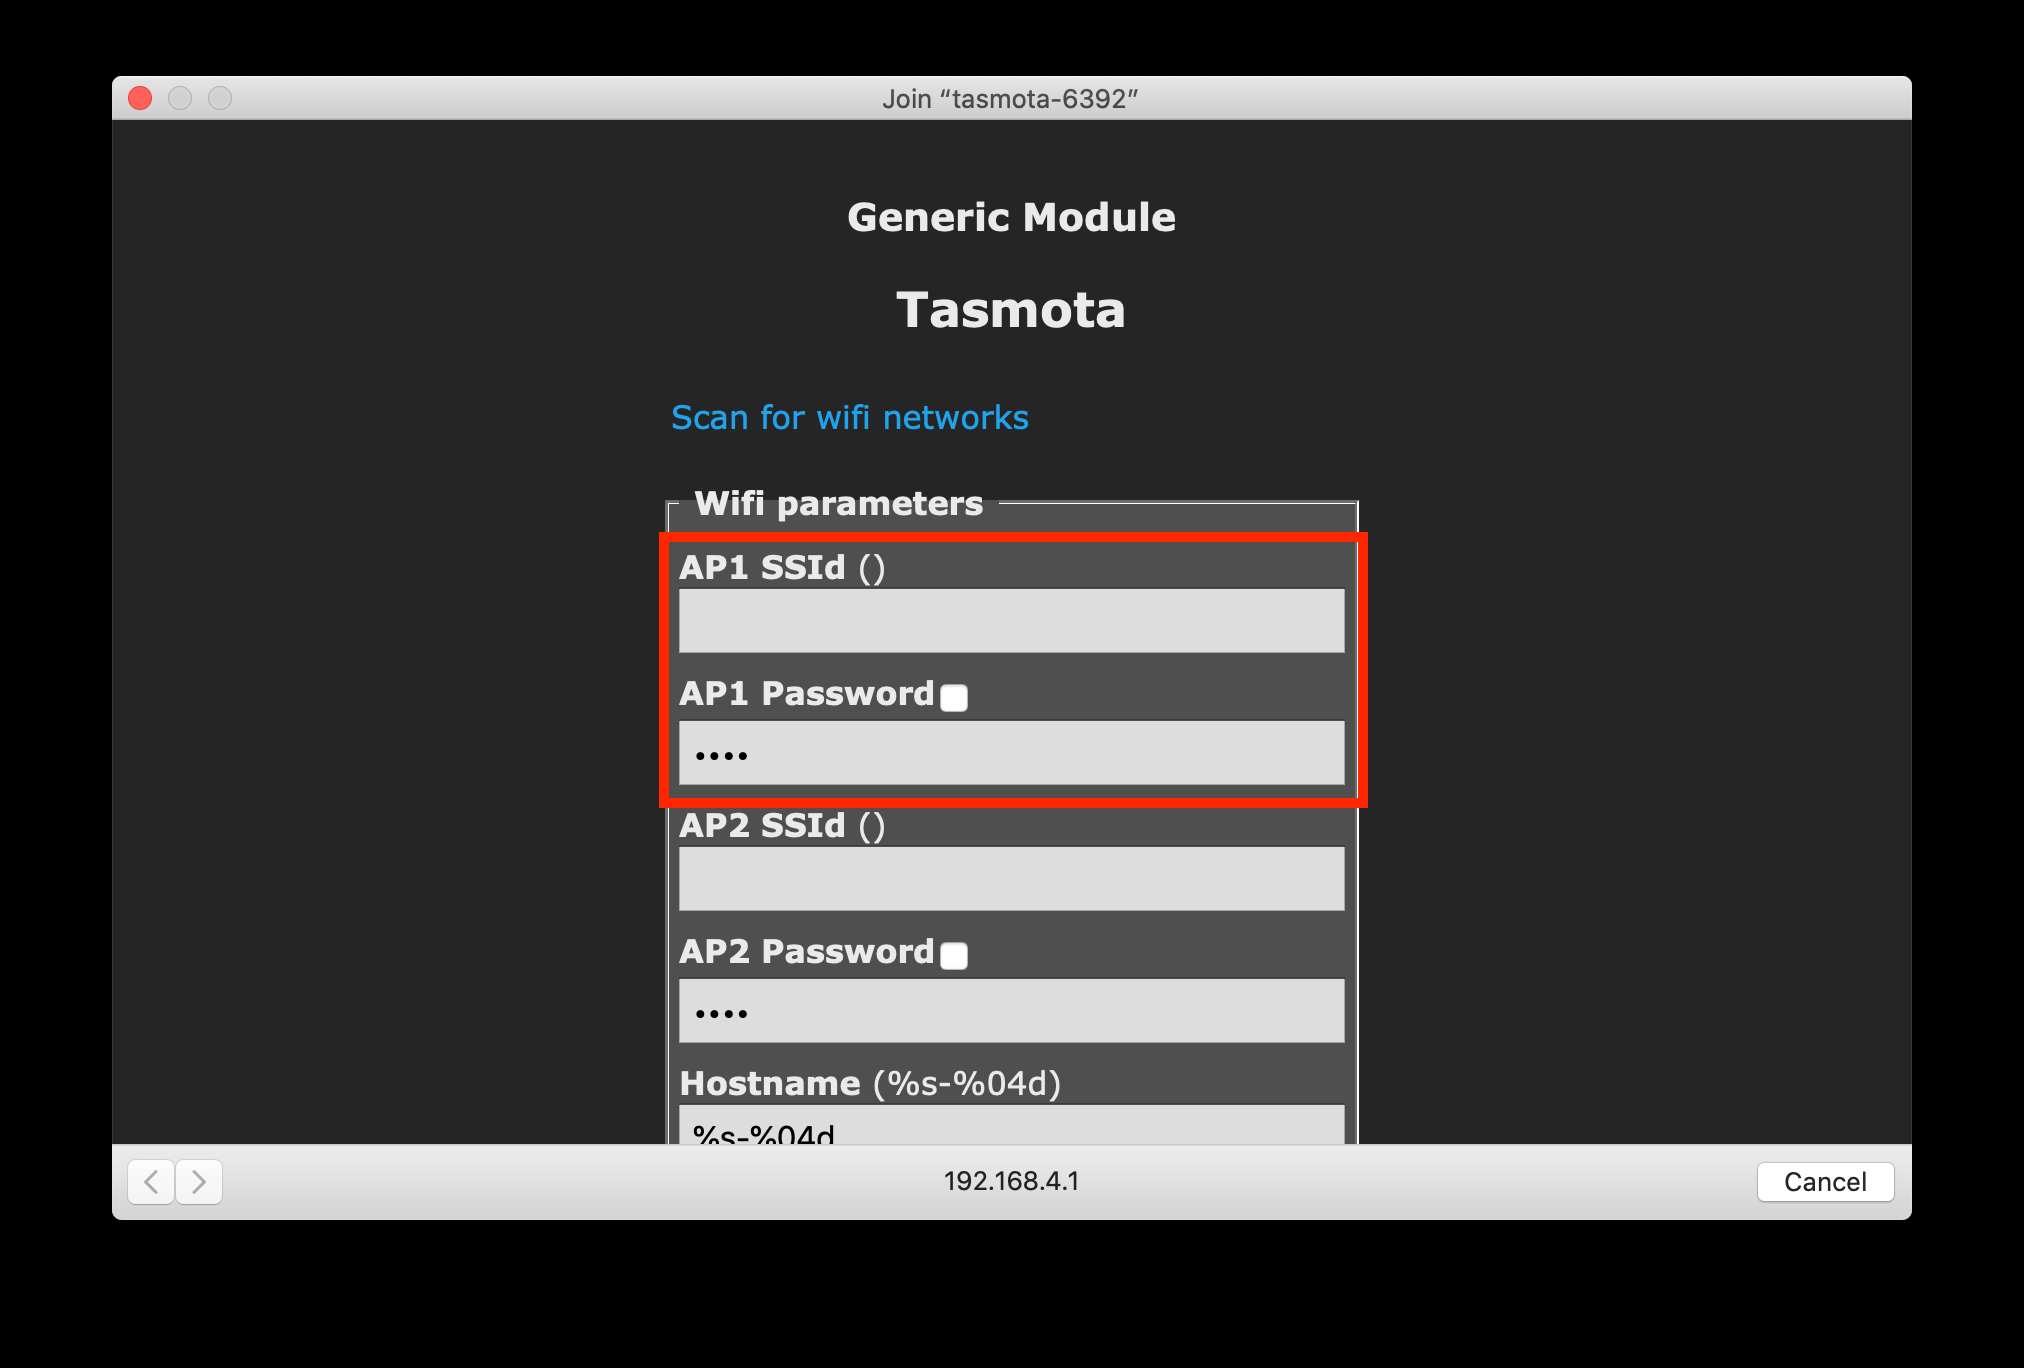 Join “tasmota-6392”
Generic Module
Tasmota
Scan for wifi networks
Wifi parameters
AP1 SSId ()
AP1 Password
••••
AP2 SSId ()
AP2 Password
••••
Hostname (%s-%04d)
%s-%04d
192.168.4.1
Cancel